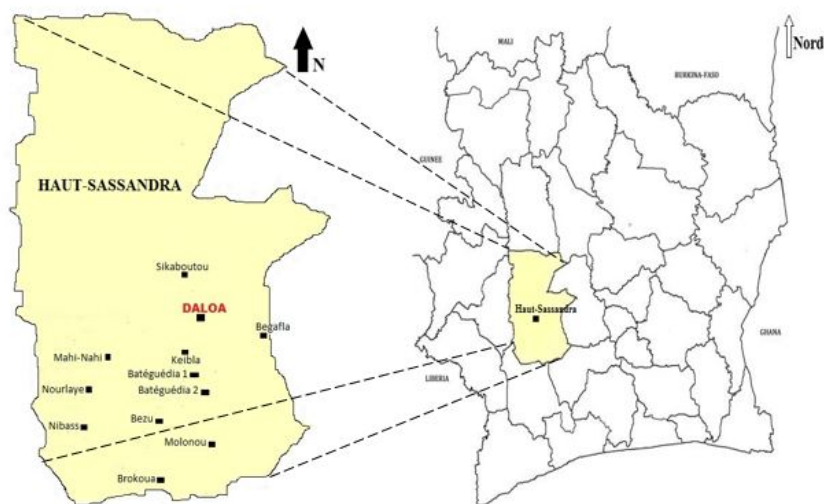 N
HAUT-SASSANDRA
Sikaboutou
DALOA
Begafla
Keibla
Mahi-Nahi
Batéguédia 1
Nourlaye
Batéguédia 2
Bezu
Nibass
Molonou
Brokoua
Nord
MALI
BURKINA-FASO
GUINEE
Haut-Sassandra
GHANA
LIBERIA